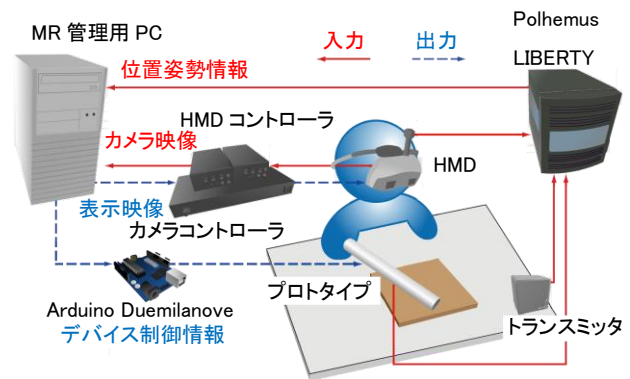 MR 管理用 PC
入力
出力
Polhemus
LIBERTY
位置姿勢情報
HMD コントローラ
カメラ映像
HMD
表示映像
カメラコントローラ
プロトタイプ
Arduino Duemilanove
デバイス制御情報
トランスミッタ